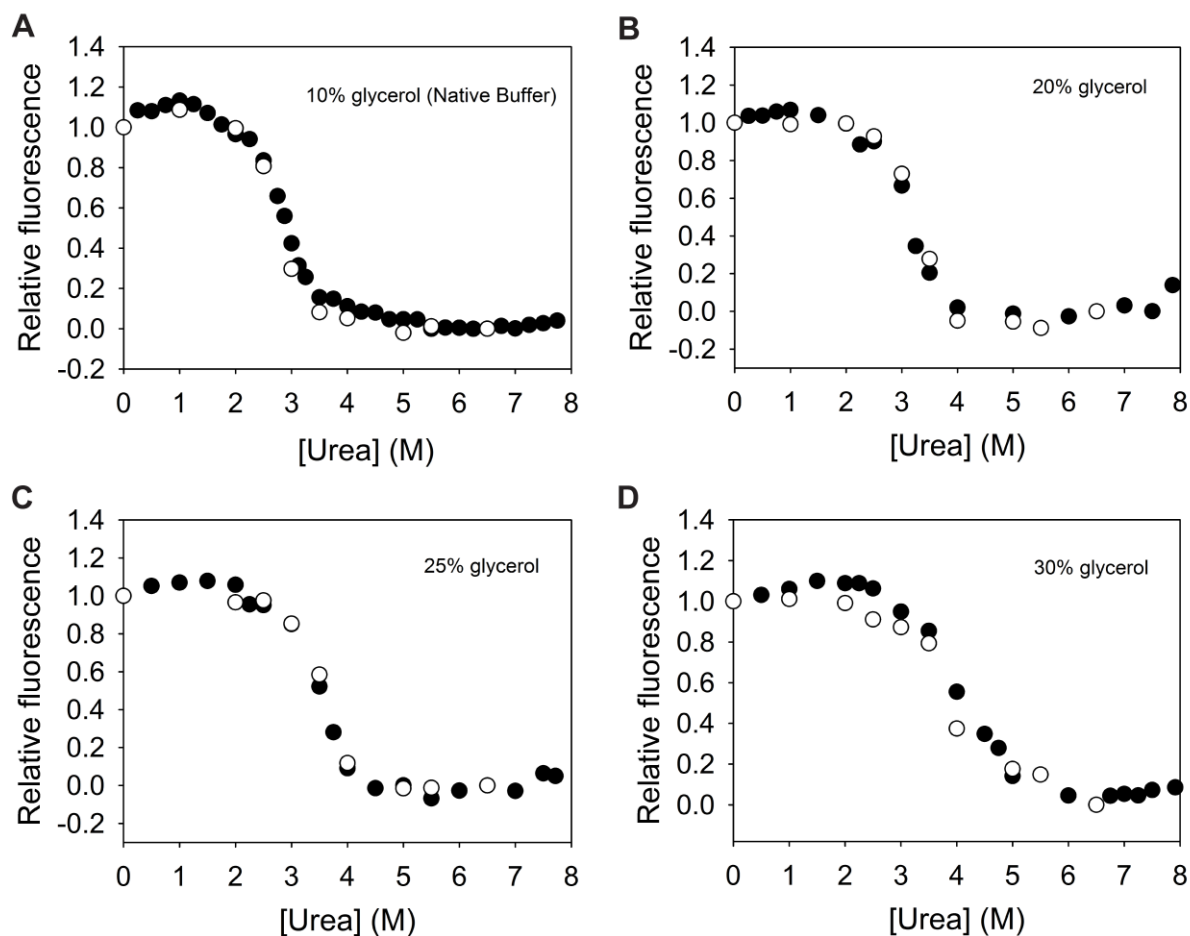 A
1.4
1.2
1.0
0.8
0.6
0.4
0.2
0.0
-0.2
Relative fluorescence
10% glycerol (Native Buffer)
0 1 2 3 4 5 6 7 8
[Urea] (M)
B
1.4
1.2
1.0
0.8
0.6
0.4
0.2
0.0
-0.2
Relative fluorescence
20% glycerol
0 1 2 3 4 5 6 7 8
[Urea] (M)
C
1.4
1.2
1.0
0.8
0.6
0.4
0.2
0.0
-0.2
Relative fluorescence
25% glycerol
0 1 2 3 4 5 6 7 8
[Urea] (M)
D
1.4
1.2
1.0
0.8
0.6
0.4
0.2
0.0
Relative fluorescence
30% glycerol
0 1 2 3 4 5 6 7 8
[Urea] (M)